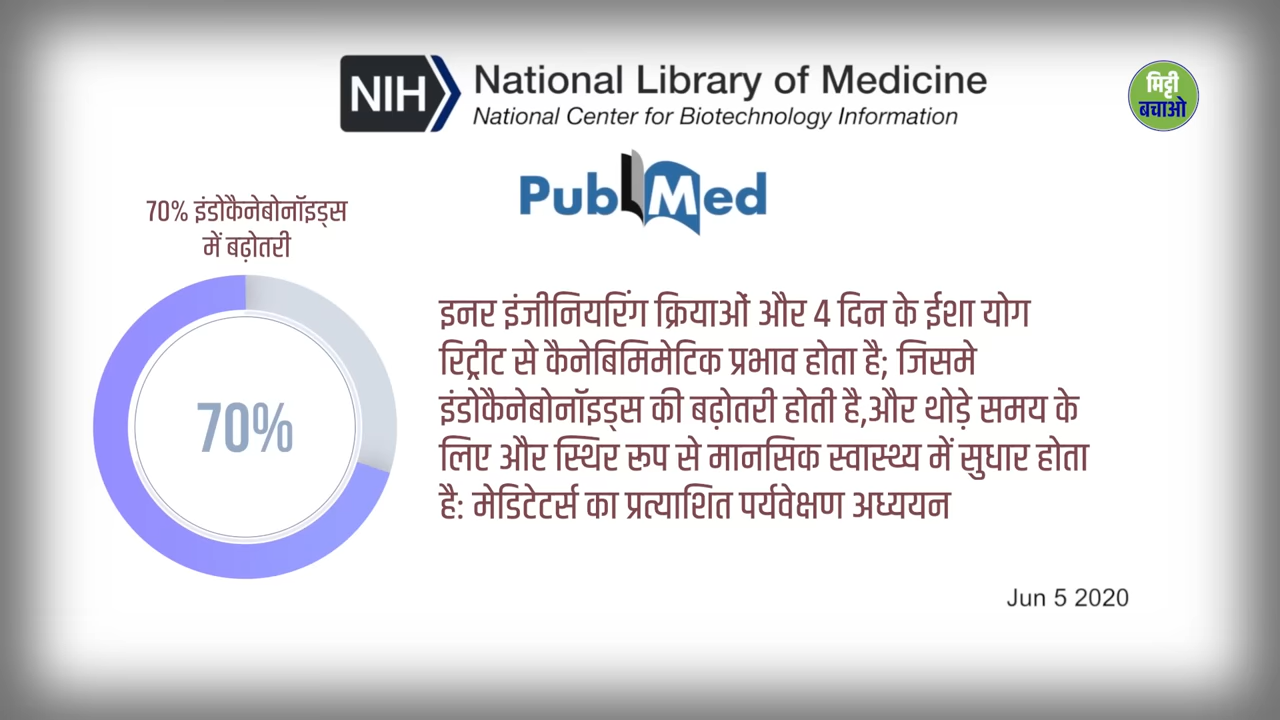 NIH
National Library of Medicine
National Center for Biotechnology Information
मिट्टी
बचाओ
PubMed
70% इंडोकैनेबोनॉइड्स
में बढ़ोतरी
70%
इनर इंजीनियरिंग क्रियाओं और 4 दिन के ईशा योग
रिट्रीट से कैनेबिमिमेटिक प्रभाव होता है; जिसमे
इंडोकैनेबोनॉइड्स की बढ़ोतरी होती है,और थोड़े समय के
लिए और स्थिर रूप से मानसिक स्वास्थ्य में सुधार होता
है: मेडिटेटर्स का प्रत्याशित पर्यवेक्षण अध्ययन
Jun 5 2020